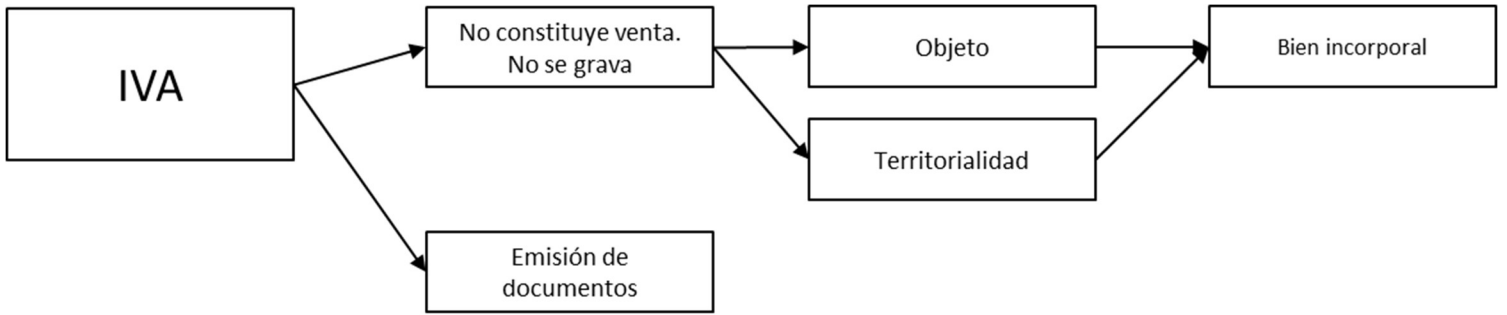 IVA
No constituye venta.
No se grava
Objeto
Bien incorporal
Territorialidad
Emisión de
documentos